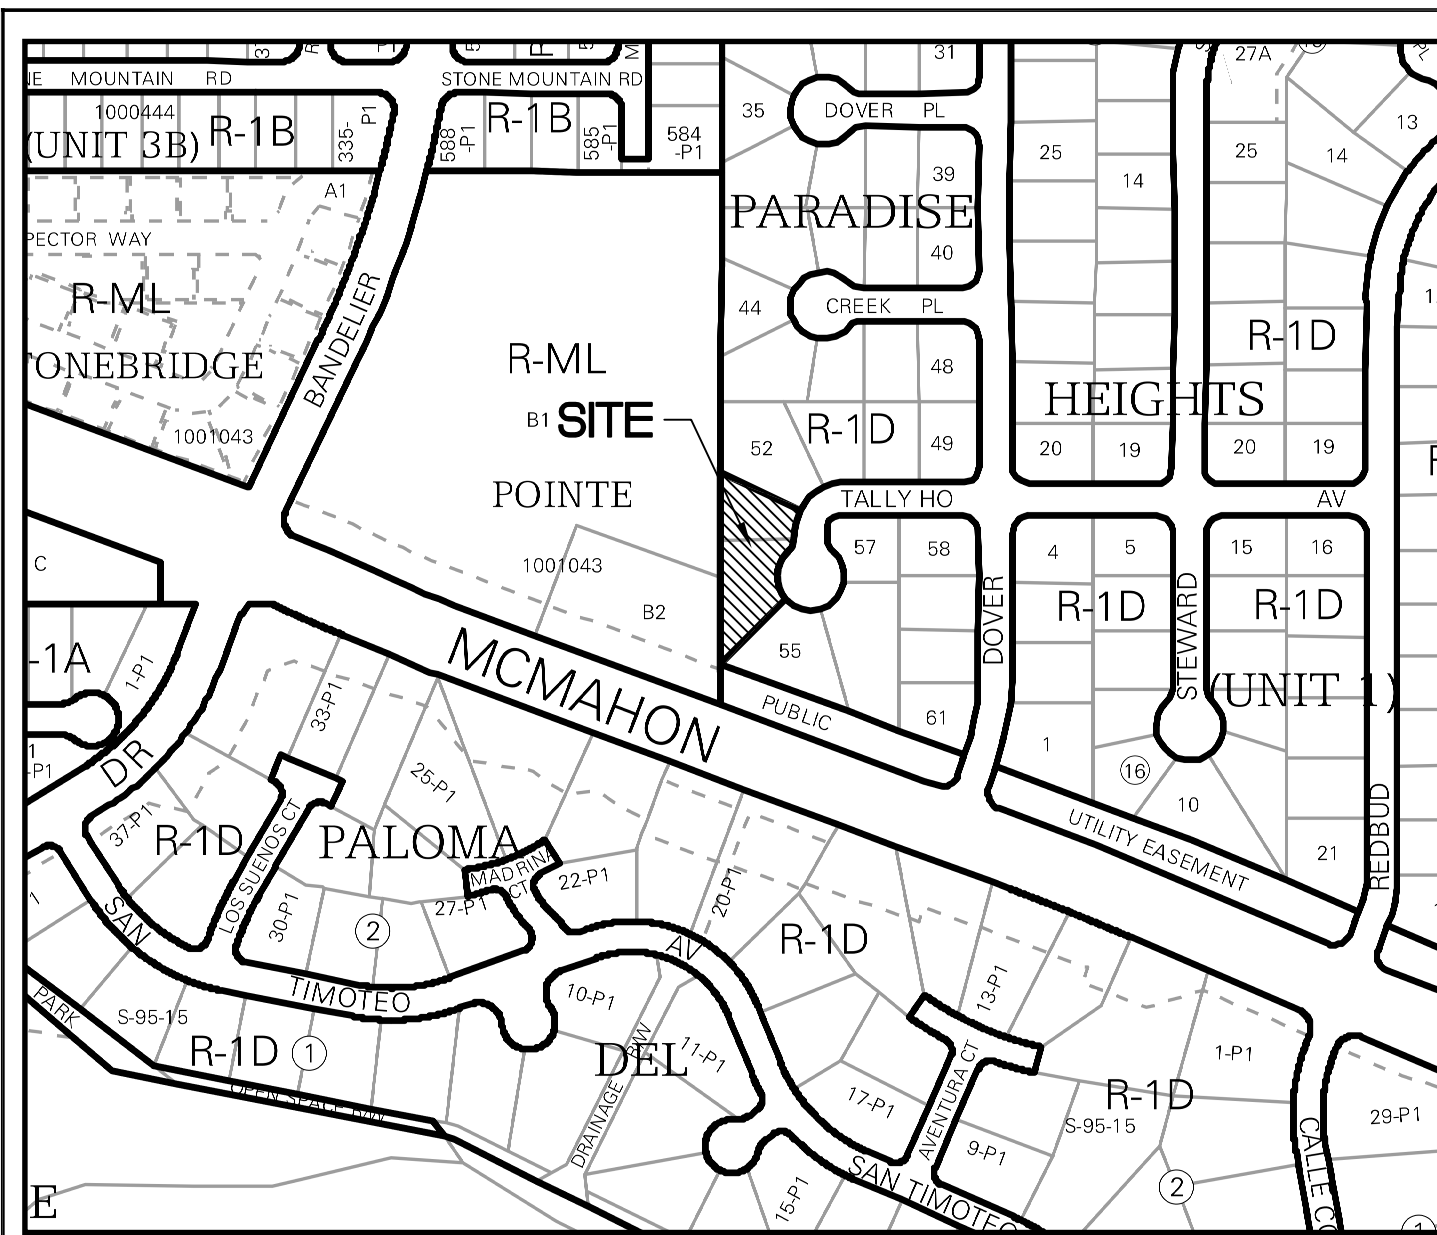 31
27A
MOUNTAIN RD
STONE MOUNTAIN RD
1000444
(UNIT 3B)
R-1B
335-P1
588-P1
R-1B
585-P1
584-P1
35
DOVER PL
25
14
25
14
13
39
PARADISE
40
A1
PECTOR WAY
R-ML
TONEBRIDGE
1001043
BANDELIER
R-ML
B1 SITE
POINTE
44
CREEK PL
48
R-1D
52
49
HEIGHTS
R-1D
20
19
20
19
TALLY HO
AV
57
58
4
5
15
16
C
1001043
B2
DOVER
R-1D
STEWARD
R-1D
55
61
PUBLIC
MCMAHON
(UNIT 1)
1
16
10
UTILITY EASEMENT
21
REDBUD
-1A
1-P1
1
-P1
DR
33-P1
25-P1
37-P1
R-1D
LOS SUENOS CT
PALOMA
MADRINA CT
22-P1
27-P1
30-P1
2
20-P1
R-1D
SAN
TIMOTEO
AV
10-P1
13-P1
PARK
S-95-15
R-1D
1
OPEN SPACE R/W
DEL
11-P1
DRAINAGE R/W
17-P1
AVENTURA CT
9-P1
R-1D
S-95-15
1-P1
29-P1
CALLE CO
2
15-P1
SAN TIMOTEO
E
1